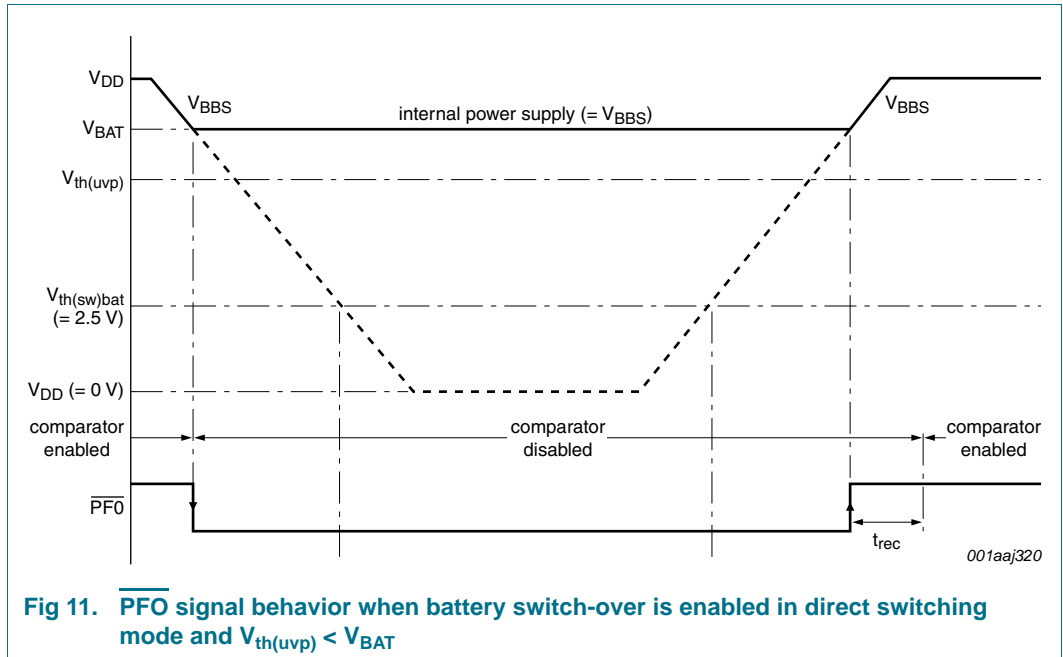 VDD
VBBS
internal power supply (= VBBS)
VBBS
VBAT
Vth(uvp)
Vth(sw)bat
(= 2.5 V)
VDD (= 0 V)
comparator
enabled
comparator
disabled
comparator
enabled
PF0
trec
001aaj320
Fig 11. PFO signal behavior when battery switch-over is enabled in direct switching
mode and Vth(uvp) < VBAT